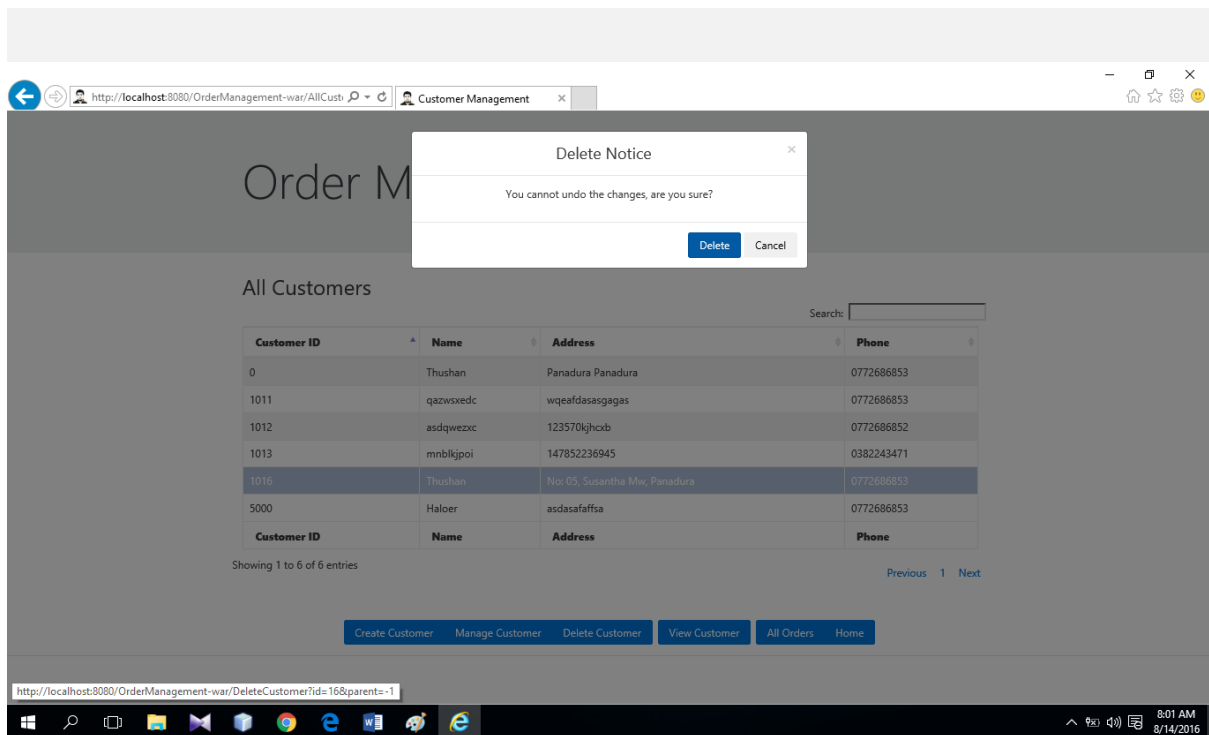 http://localhost:8080/OrderManagement-war/AllCust
Customer Management
Delete Notice
Order M
You cannot undo the changes, are you sure?
Delete Cancel
All Customers
Search:
Customer ID Name Address Phone
0 Thushan Panadura Panadura 0772686853
1011 qazwsxedc wqeafdasasgagas 0772686853
1012 asdqwezxc 123570kjhcxb 0772686852
1013 mnblkjpoi 147852236945 0382243471
1016 Thushan No: 05, Susantha Mw, Panadura 0772686853
5000 Haloer asdasafaffsa 0772686853
Customer ID Name Address Phone
Showing 1 to 6 of 6 entries
Previous 1 Next
Create Customer Manage Customer Delete Customer View Customer All Orders Home
http://localhost:8080/OrderManagement-war/DeleteCustomer?id=16&parent=-1
8:01 AM
8/14/2016